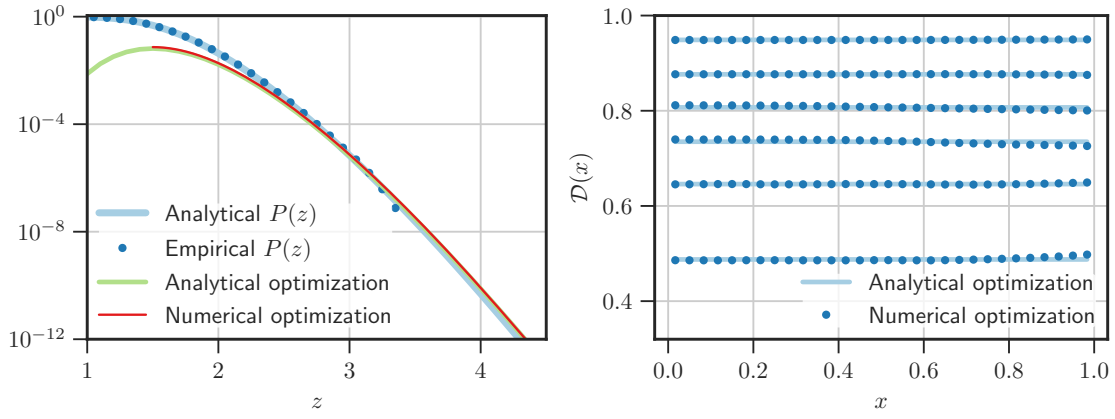 10^0
10^{-4}
10^{-8}
10^{-12}
Analytical P(z)
Empirical P(z)
Analytical optimization
Numerical optimization
1 2 3 4
z
1.0
0.8
0.6
0.4
D(x)
Analytical optimization
Numerical optimization
0.0 0.2 0.4 0.6 0.8 1.0
x